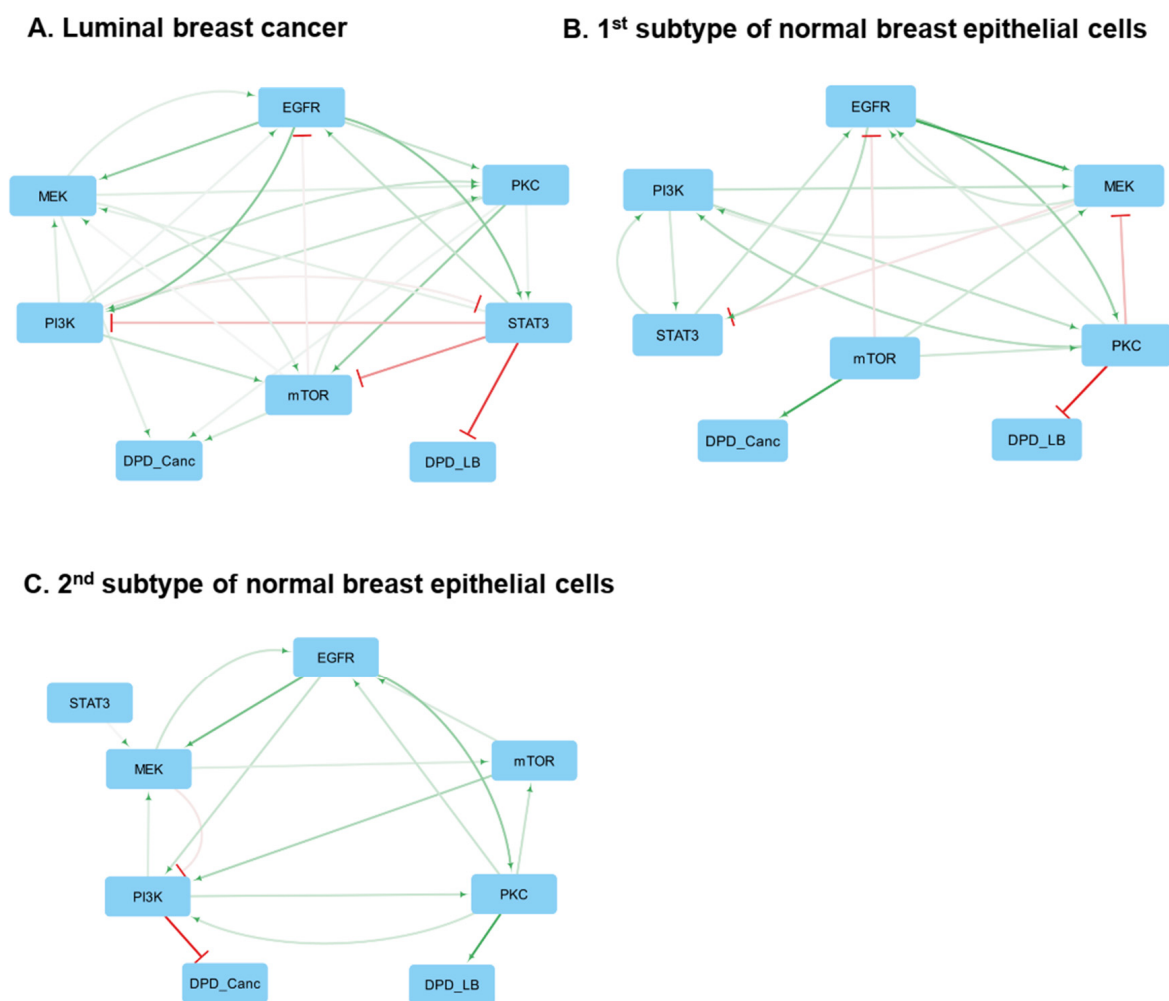 A. Luminal breast cancer
B. 1st subtype of normal breast epithelial cells
EGFR
MEK
PKC
PI3K
STAT3
mTOR
DPD_Canc
DPD_LB
EGFR
PI3K
MEK
STAT3
mTOR
PKC
DPD_Canc
DPD_LB
C. 2nd subtype of normal breast epithelial cells
EGFR
STAT3
MEK
mTOR
PI3K
PKC
DPD_Canc
DPD_LB